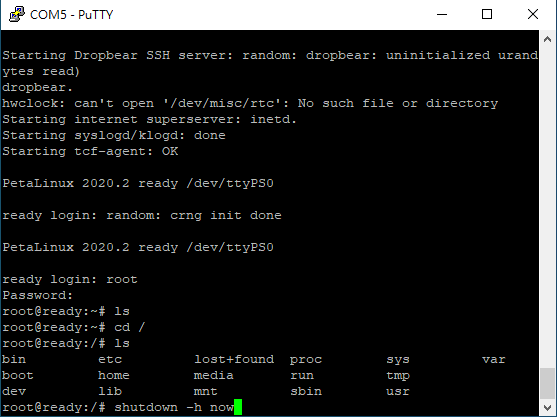 COM5 - PuTTY
Starting Dropbear SSH server: random: dropbear: uninitialized urand
ytes read)
dropbear.
hwclock: can't open '/dev/misc/rtc': No such file or directory
Starting internet superserver: inetd.
Starting syslogd/klogd: done
Starting tcf-agent: OK
PetaLinux 2020.2 ready /dev/ttyPS0
ready login: random: crng init done
PetaLinux 2020.2 ready /dev/ttyPS0
ready login: root
Password:
root@ready:~# ls
root@ready:~# cd /
root@ready:/# ls
bin etc lost+found proc sys var
boot home media run tmp
dev lib mnt sbin usr
root@ready:/# shutdown -h now